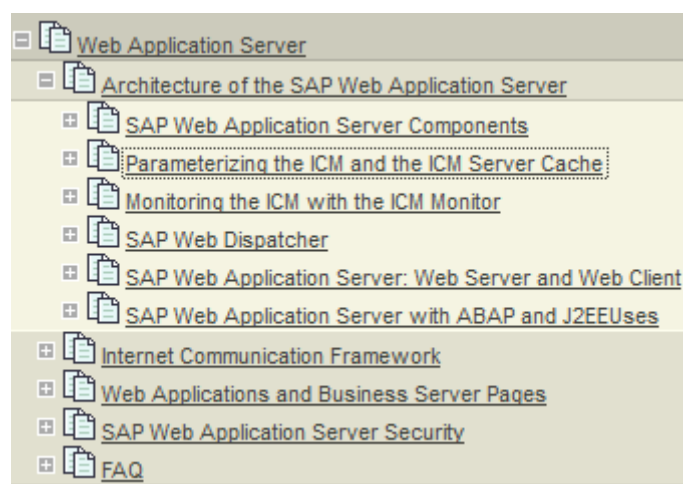 Web Application Server
Architecture of the SAP Web Application Server
SAP Web Application Server Components
Parameterizing the ICM and the ICM Server Cache
Monitoring the ICM with the ICM Monitor
SAP Web Dispatcher
SAP Web Application Server: Web Server and Web Client
SAP Web Application Server with ABAP and J2EEUses
Internet Communication Framework
Web Applications and Business Server Pages
SAP Web Application Server Security
FAQ